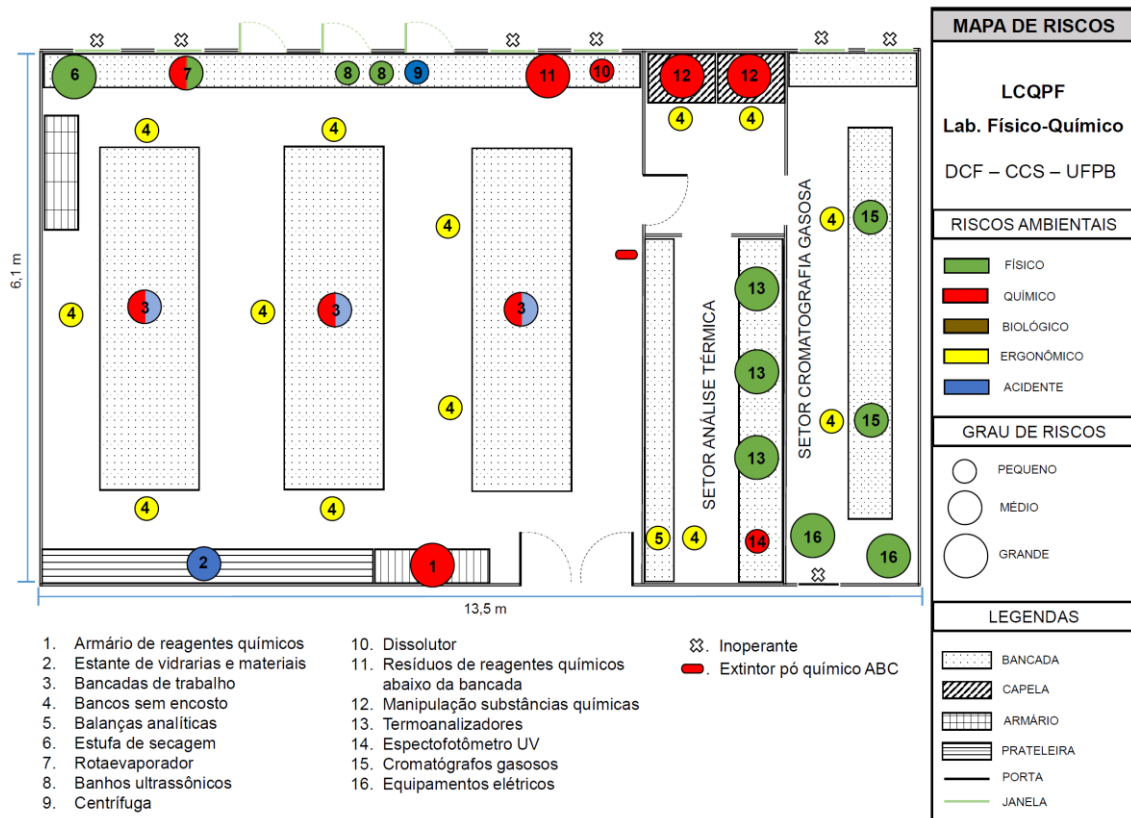 6
7
8
8
9
11
10
12
12
4
4
4
4
4
15
4
3
3
3
4
4
13
13
13
4
4
15
4
4
5
4
14
16
16
2
1
6,1 m
13,5 m
SETOR ANÁLISE TÉRMICA
SETOR CROMATOGRAFIA GASOSA
1. Armário de reagentes químicos
2. Estante de vidrarias e materiais
3. Bancadas de trabalho
4. Bancos sem encosto
5. Balanças analíticas
6. Estufa de secagem
7. Rotaevaporador
8. Banhos ultrassônicos
9. Centrífuga
10. Dissolutor
11. Resíduos de reagentes químicos
abaixo da bancada
12. Manipulação substâncias químicas
13. Termoanalizadores
14. Espectofotômetro UV
15. Cromatógrafos gasosos
16. Equipamentos elétricos
. Inoperante
. Extintor pó químico ABC
MAPA DE RISCOS
LCQPF
Lab. Físico-Químico
DCF – CCS – UFPB
RISCOS AMBIENTAIS
FÍSICO
QUÍMICO
BIOLÓGICO
ERGONÔMICO
ACIDENTE
GRAU DE RISCOS
PEQUENO
MÉDIO
GRANDE
LEGENDAS
BANCADA
CAPELA
ARMÁRIO
PRATELEIRA
PORTA
JANELA